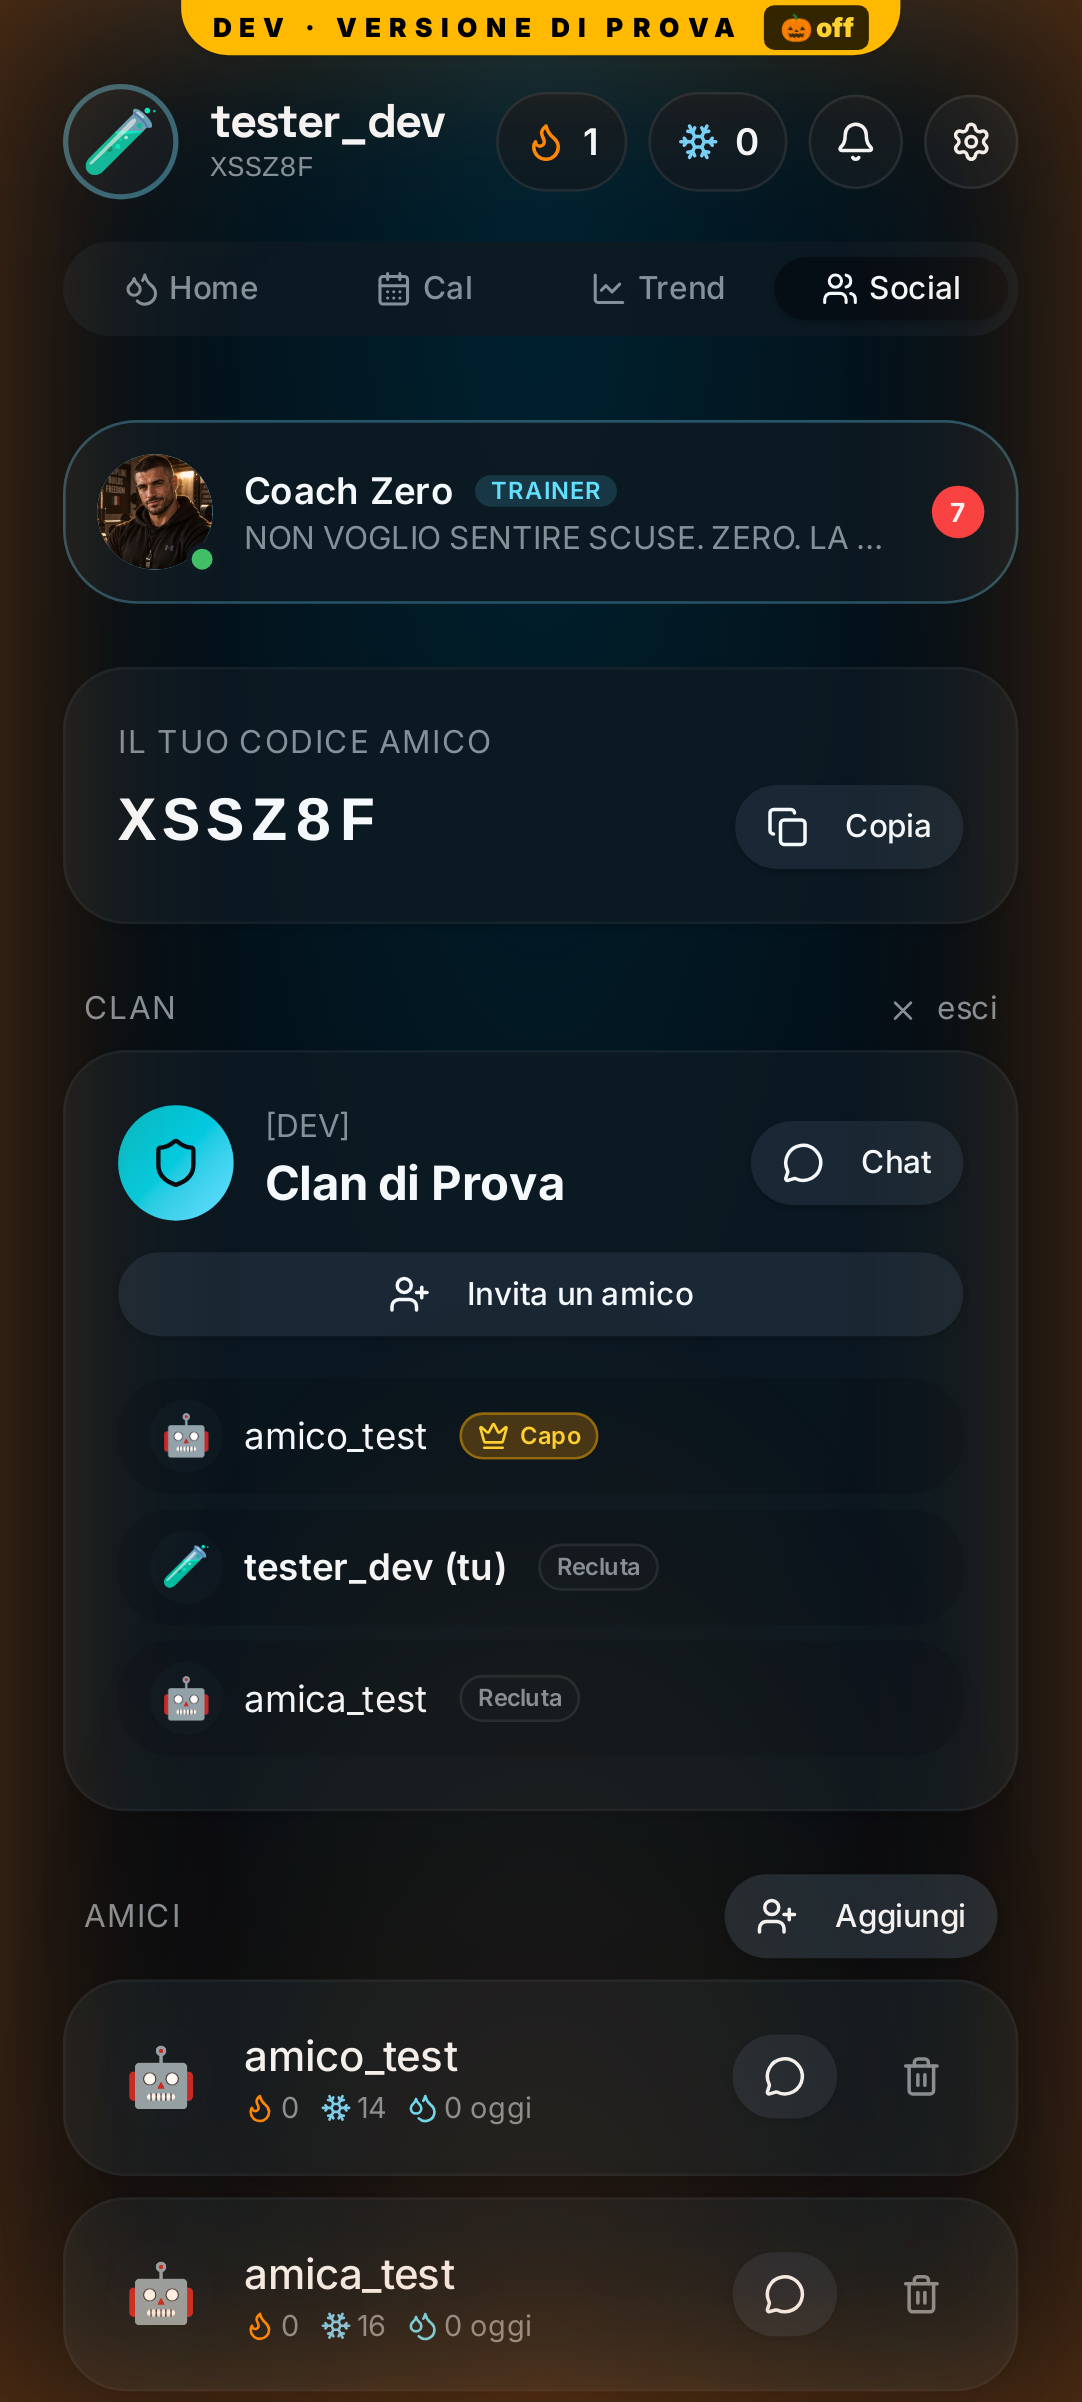 DEV · VERSIONE DI PROVA 🎃 off
tester_dev
XSSZ8F
1
0
Home
Cal
Trend
Social
Coach Zero TRAINER
NON VOGLIO SENTIRE SCUSE. ZERO. LA ...
7
IL TUO CODICE AMICO
XSSZ8F
Copia
CLAN
esci
[DEV]
Clan di Prova
Chat
Invita un amico
amico_test Capo
tester_dev (tu) Recluta
amica_test Recluta
AMICI
Aggiungi
amico_test
0 14 0 oggi
amica_test
0 16 0 oggi